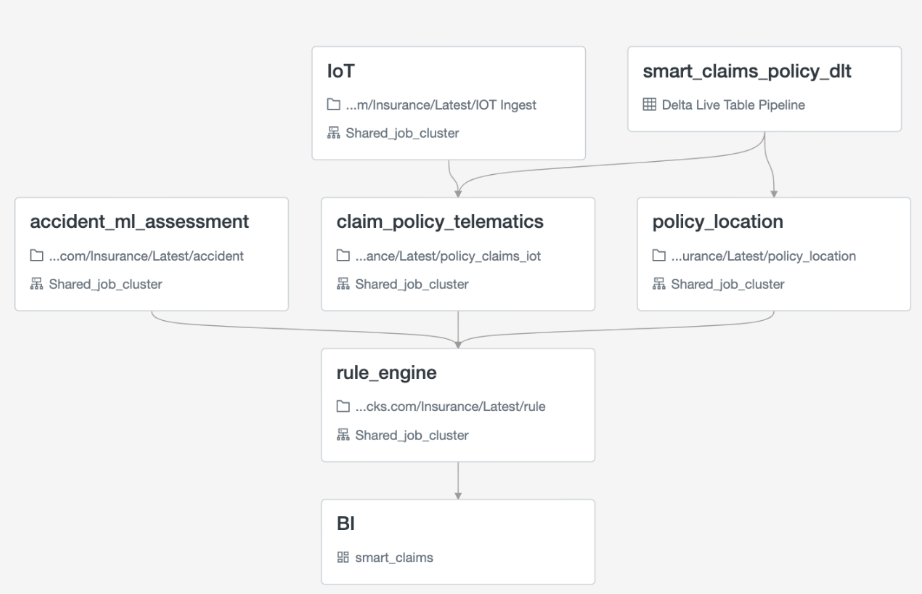 IoT
...m/Insurance/Latest/IOT Ingest
Shared_job_cluster
smart_claims_policy_dlt
Delta Live Table Pipeline
accident_ml_assessment
...com/Insurance/Latest/accident
Shared_job_cluster
claim_policy_telematics
...ance/Latest/policy_claims_iot
Shared_job_cluster
policy_location
...urance/Latest/policy_location
Shared_job_cluster
rule_engine
...cks.com/Insurance/Latest/rule
Shared_job_cluster
BI
smart_claims